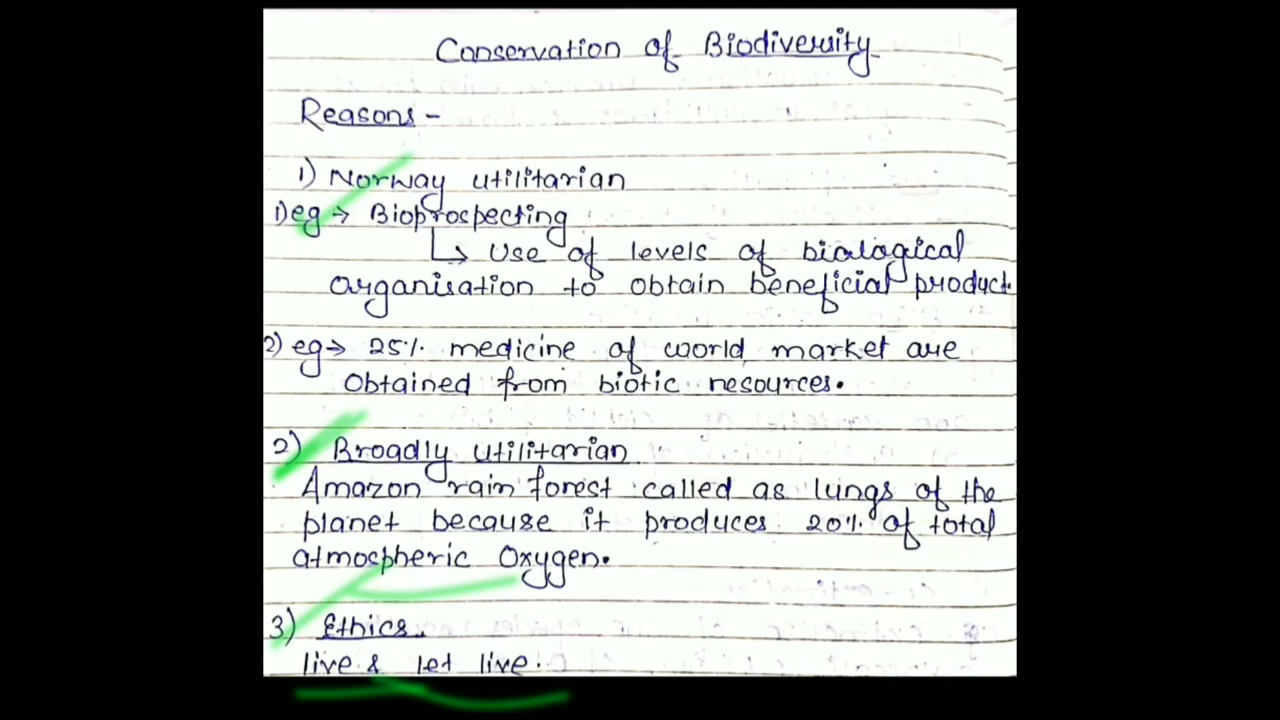 Conservation of Biodiversity
Reasons -
1) Norway utilitarian
1) eg → Bioprospecting
↳ Use of levels of biological
organisation to obtain beneficial product.
2) eg → 25% medicine of world market are
obtained from biotic resources.
2) Broadly utilitarian
Amazon rain forest called as lungs of the
planet because it produces 20% of total
atmospheric Oxygen.
3) Ethics.
live & let live.